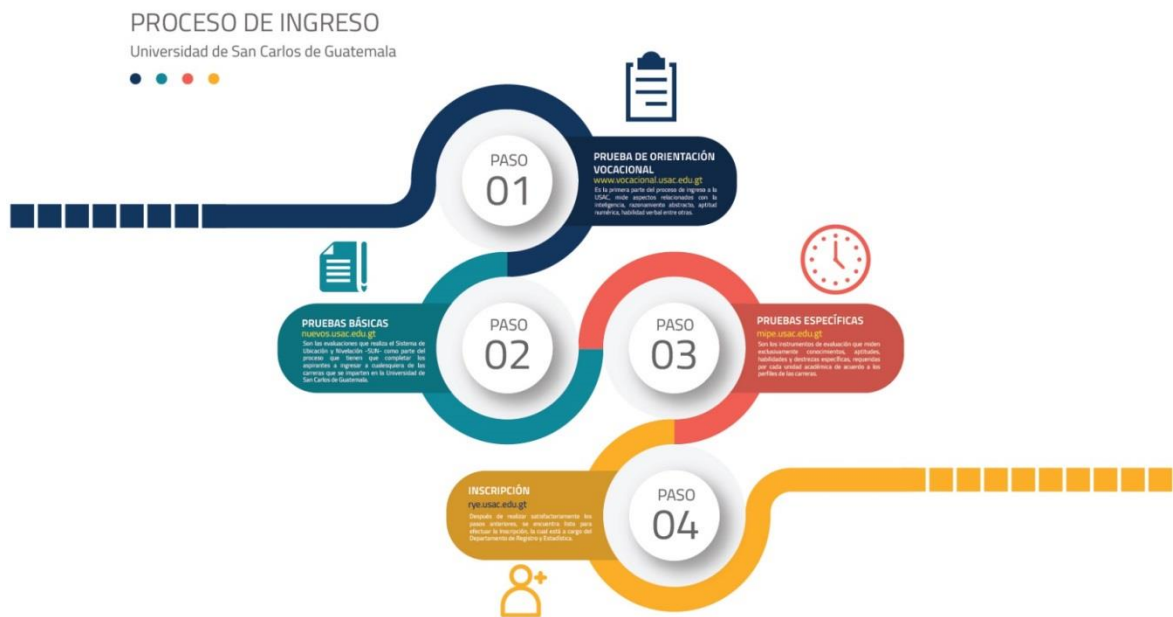 PROCESO DE INGRESO
Universidad de San Carlos de Guatemala
PASO
01
PRUEBA DE ORIENTACIÓN
VOCACIONAL
www.vocacional.usac.edu.gt
Es la primera parte del proceso de ingreso a la
USAC, mide aspectos relacionados con la
inteligencia, razonamiento abstracto, aptitud
numérica, habilidad verbal entre otras.
PRUEBAS BÁSICAS
nuevos.usac.edu.gt
Son las evaluaciones que realiza el Sistema de
Ubicación y Nivelación -SUN- como parte del
proceso que tienen que completar los
aspirantes a ingresar a cualesquiera de las
carreras que se imparten en la Universidad de
San Carlos de Guatemala.
PASO
02
PASO
03
PRUEBAS ESPECÍFICAS
mipe.usac.edu.gt
Son los instrumentos de evaluación que miden
exclusivamente conocimientos, aptitudes,
habilidades y destrezas específicas, requeridas
por cada unidad académica de acuerdo a los
perfiles de las carreras.
INSCRIPCIÓN
rye.usac.edu.gt
Después de realizar satisfactoriamente los
pasos anteriores, se encuentra listo para
efectuar la inscripción, la cual está a cargo del
Departamento de Registro y Estadística.
PASO
04